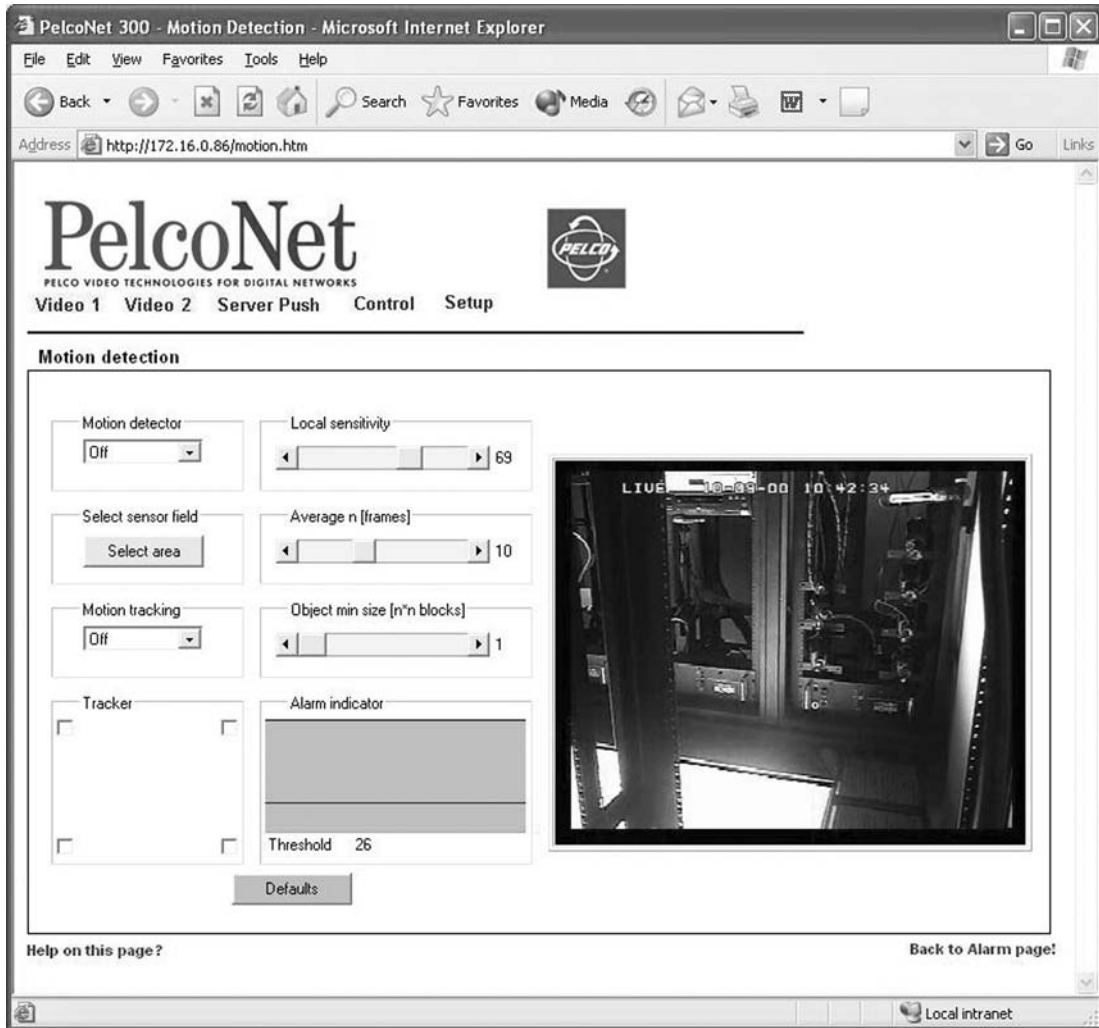 PelcoNet 300 - Motion Detection - Microsoft Internet Explorer
File Edit View Favorites Tools Help
Back Search Favorites Media
Address http://172.16.0.86/motion.htm Go Links
PelcoNet
PELCO VIDEO TECHNOLOGIES FOR DIGITAL NETWORKS
PELCO
Video 1 Video 2 Server Push Control Setup
Motion detection
Motion detector
Off
Local sensitivity
69
Select sensor field
Select area
Average n [frames]
10
Motion tracking
Off
Object min size [n*n blocks]
1
Tracker
Alarm indicator
Threshold 26
Defaults
LIVE 10-09-00 10:42:34
Help on this page?
Back to Alarm page!
Local intranet